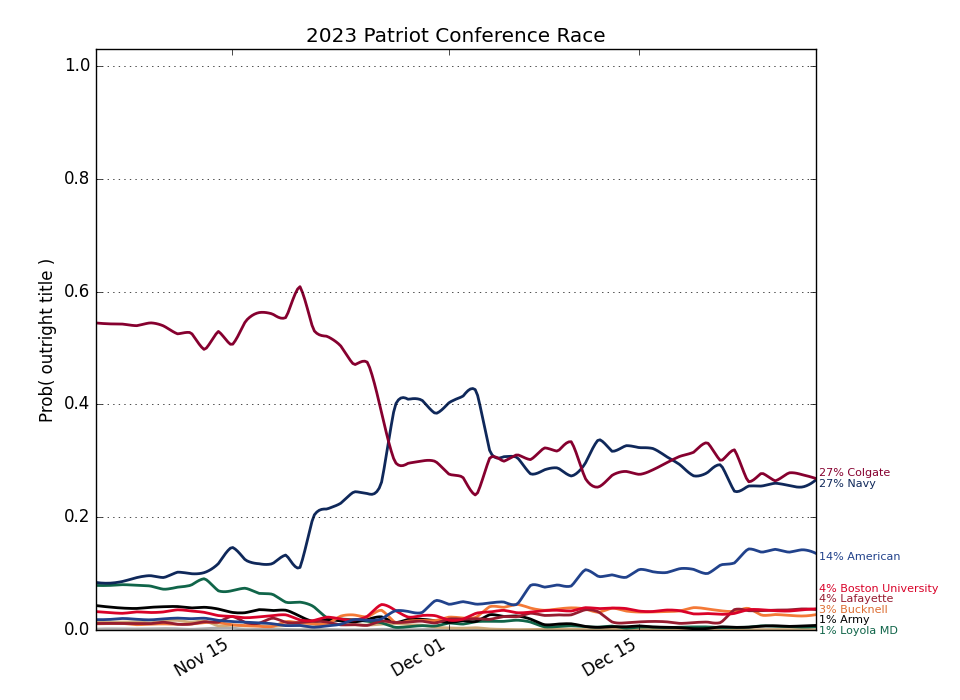 2023 Patriot Conference Race
Prob( outright title )
1.0
0.8
0.6
0.4
0.2
0.0
Nov 15
Dec 01
Dec 15
27% Colgate
27% Navy
14% American
4% Boston University
4% Lafayette
3% Bucknell
1% Army
1% Loyola MD